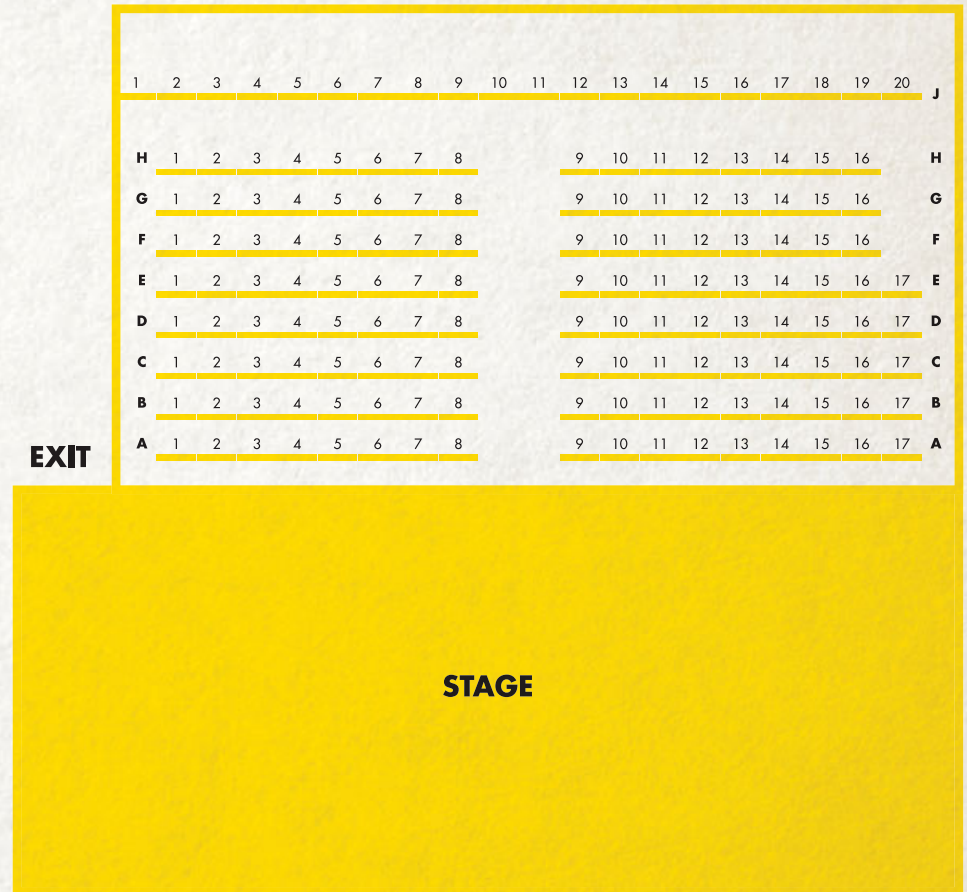 1 2 3 4 5 6 7 8 9 10 11 12 13 14 15 16 17 18 19 20 J
H 1 2 3 4 5 6 7 8 9 10 11 12 13 14 15 16 H
G 1 2 3 4 5 6 7 8 9 10 11 12 13 14 15 16 G
F 1 2 3 4 5 6 7 8 9 10 11 12 13 14 15 16 F
E 1 2 3 4 5 6 7 8 9 10 11 12 13 14 15 16 17 E
D 1 2 3 4 5 6 7 8 9 10 11 12 13 14 15 16 17 D
C 1 2 3 4 5 6 7 8 9 10 11 12 13 14 15 16 17 C
B 1 2 3 4 5 6 7 8 9 10 11 12 13 14 15 16 17 B
A 1 2 3 4 5 6 7 8 9 10 11 12 13 14 15 16 17 A
EXIT
STAGE